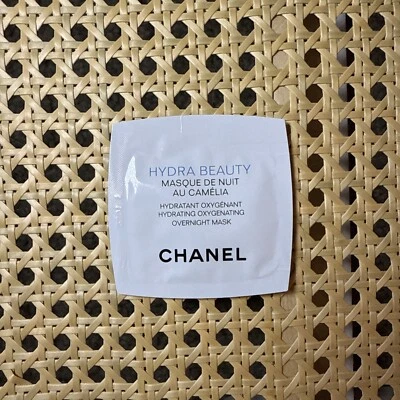 HYDRA BEAUTY
MASQUE DE NUIT
AU CAMÉLIA
HYDRATANT OXYGÉNANT
HYDRATING OXYGENATING
OVERNIGHT MASK
CHANEL